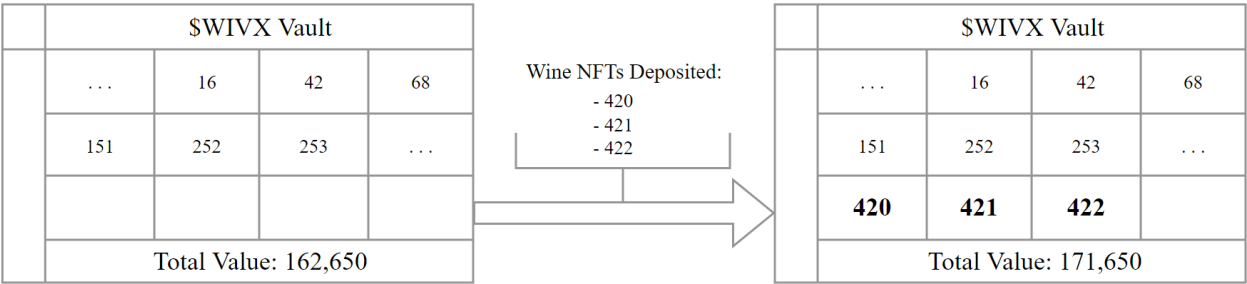 $WIVX Vault
. . . 16 42 68
151 252 253 . . .
Total Value: 162,650
Wine NFTs Deposited:
- 420
- 421
- 422
$WIVX Vault
. . . 16 42 68
151 252 253 . . .
420 421 422
Total Value: 171,650